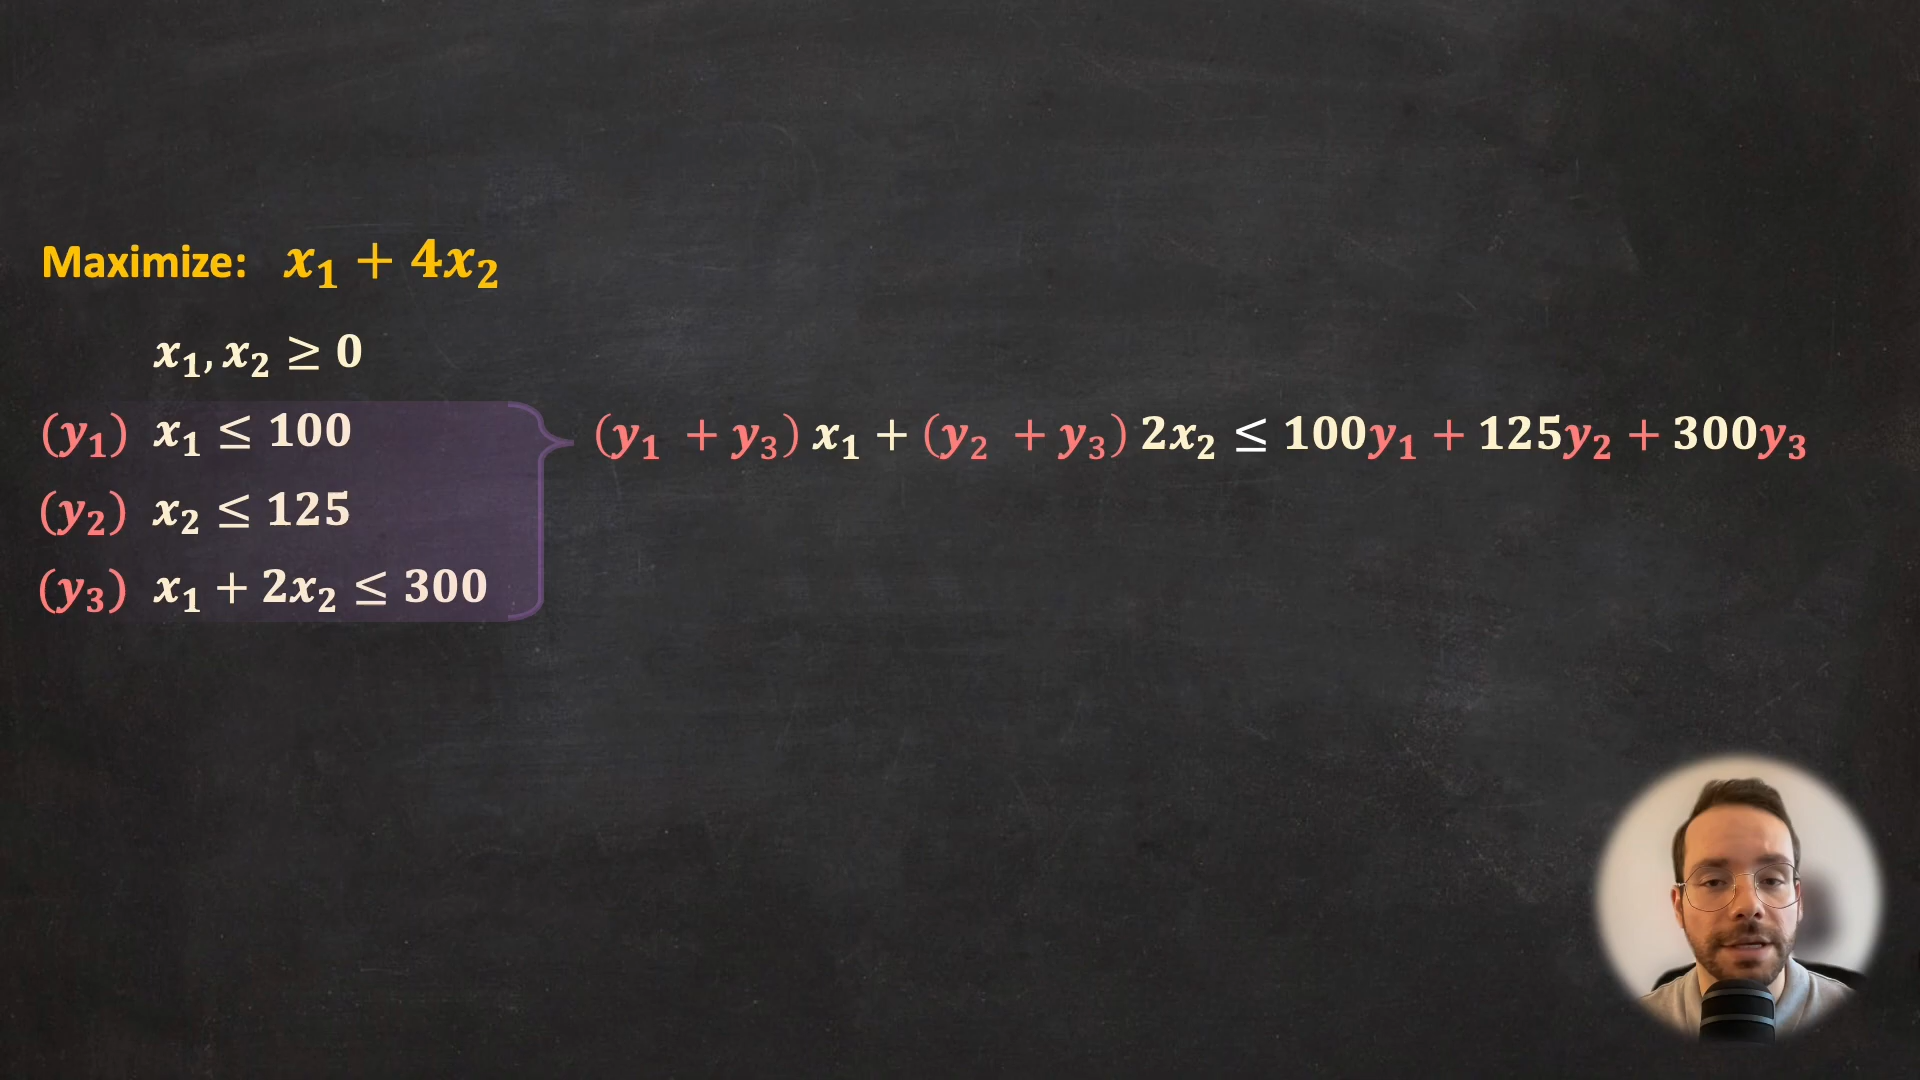 Maximize: x₁ + 4x₂
x₁, x₂ ≥ 0
(y₁) x₁ ≤ 100
(y₁ + y₃) x₁ + (y₂ + y₃) 2x₂ ≤ 100y₁ + 125y₂ + 300y₃
(y₂) x₂ ≤ 125
(y₃) x₁ + 2x₂ ≤ 300